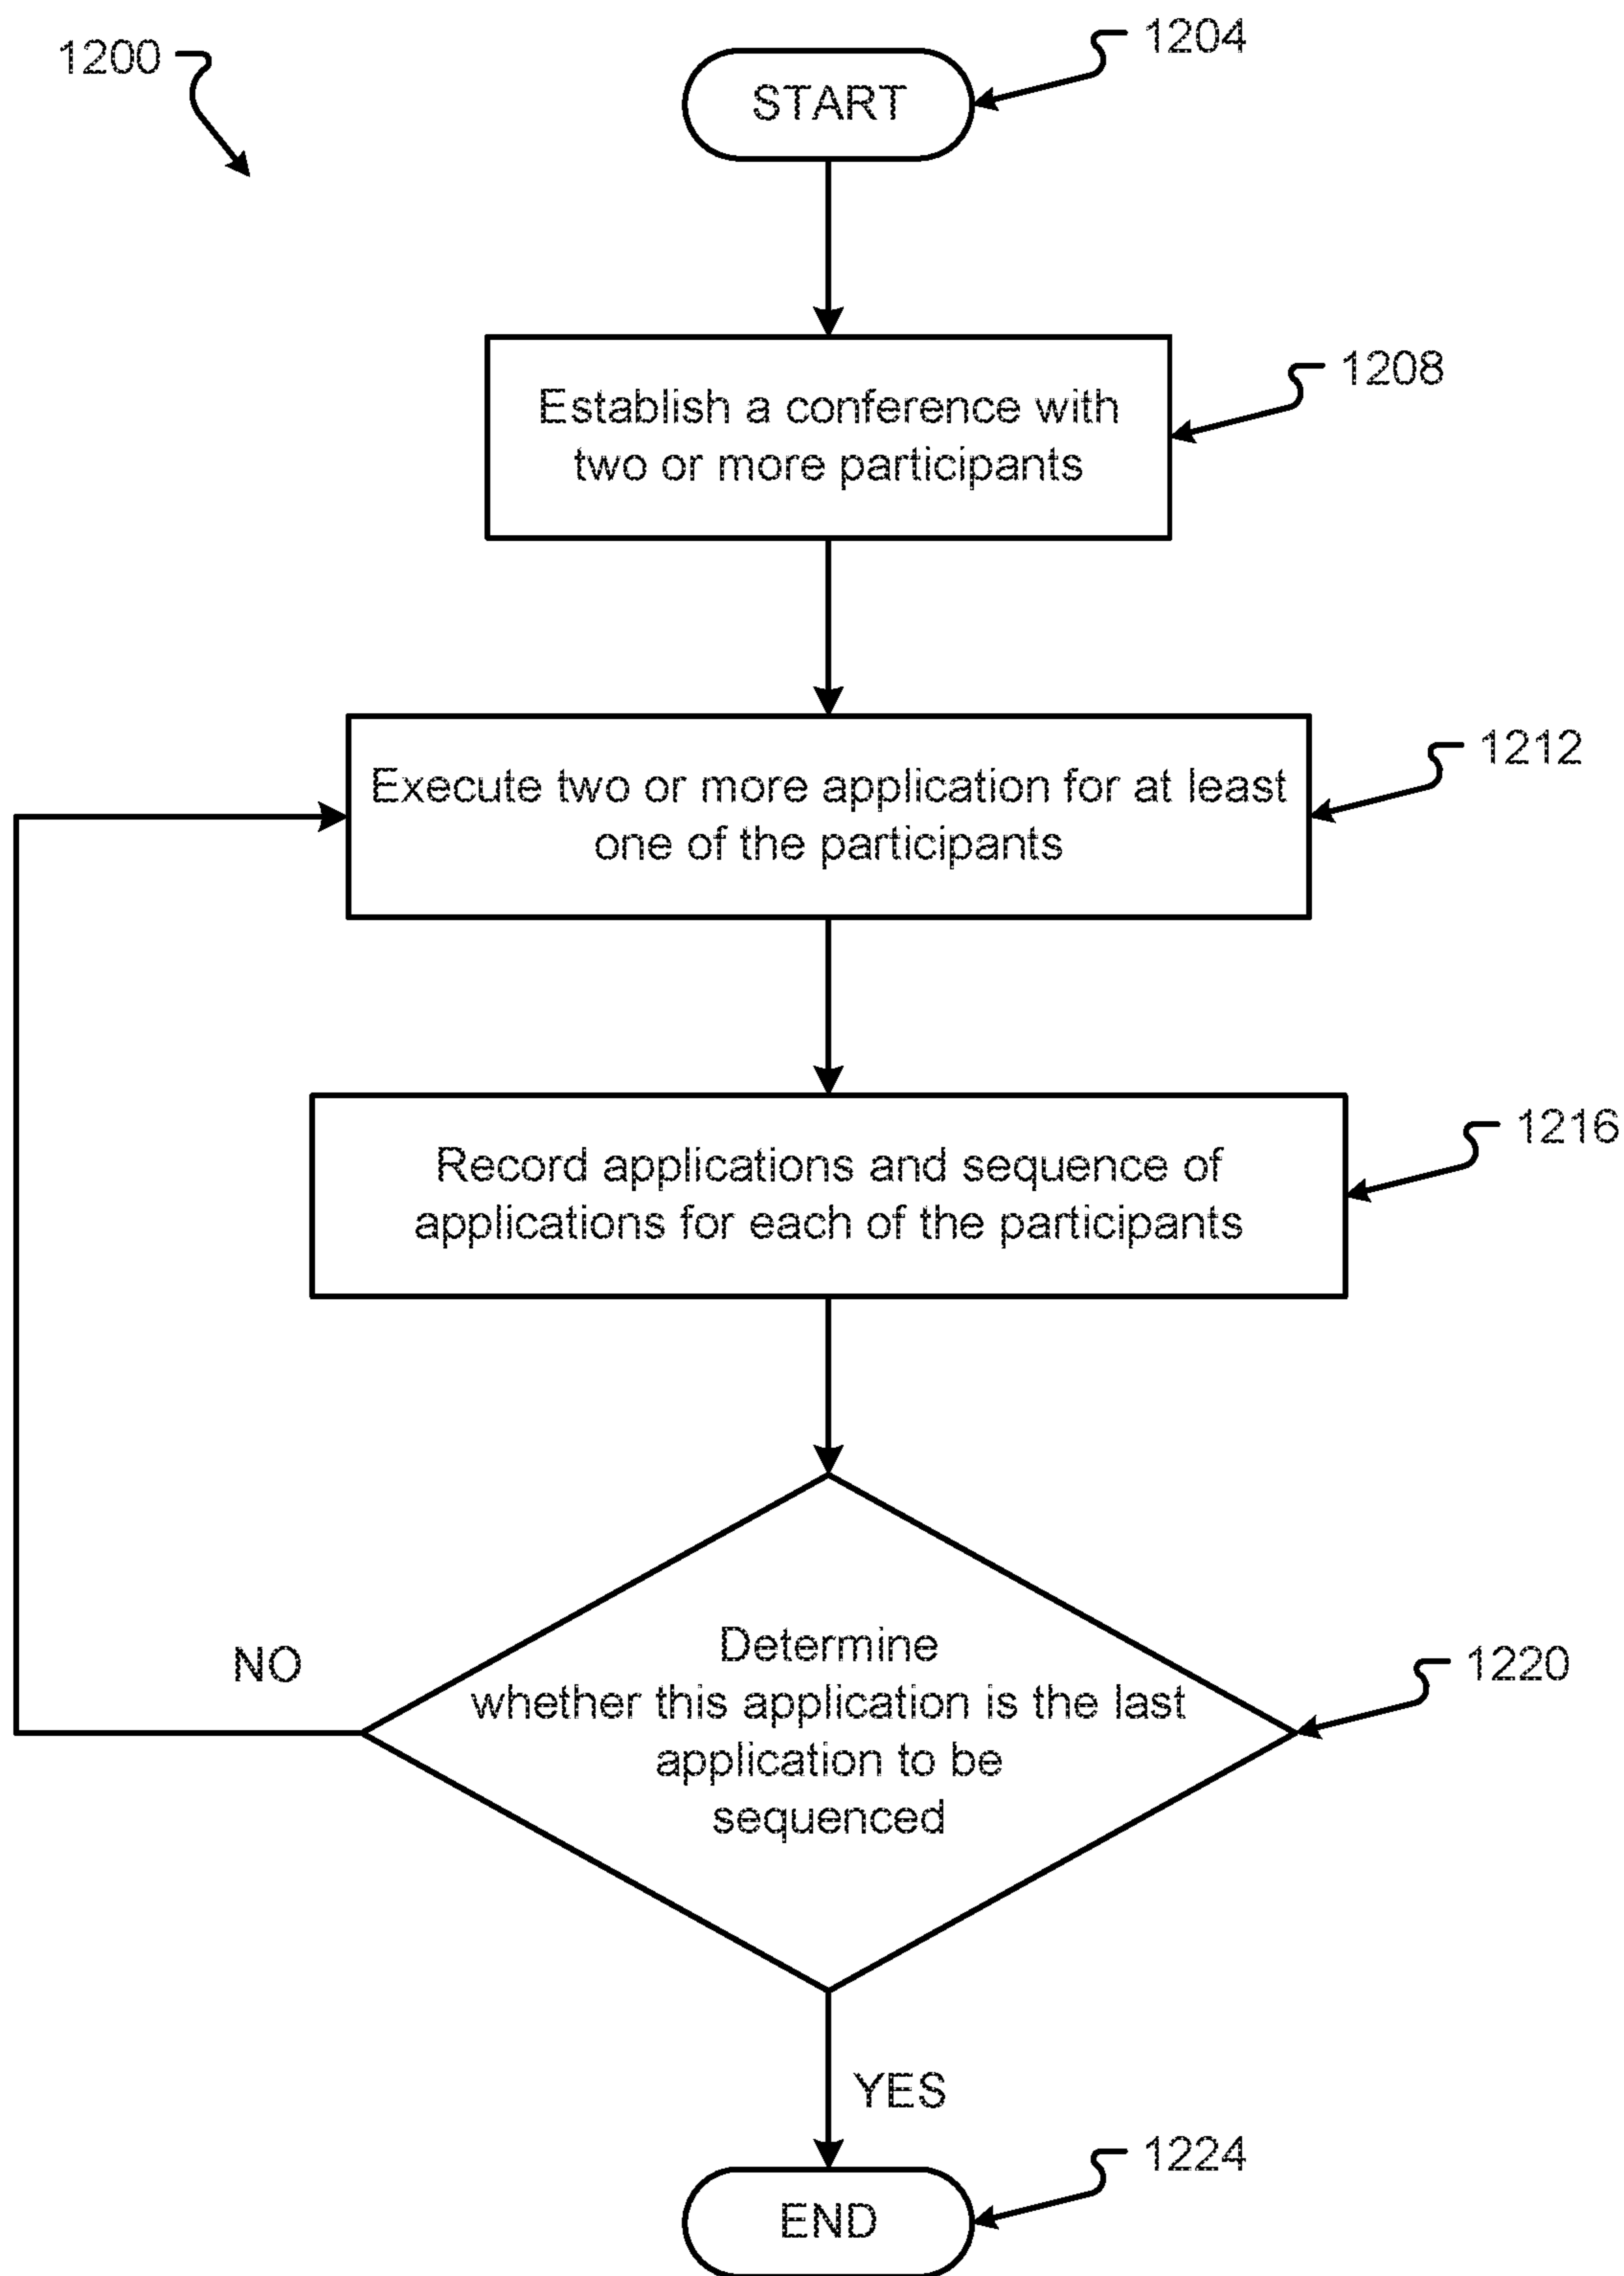 1200
1204
START
1208
Establish a conference with
two or more participants
1212
Execute two or more application for at least
one of the participants
1216
Record applications and sequence of
applications for each of the participants
1220
Determine
whether this application is the last
application to be
sequenced
NO
YES
1224
END